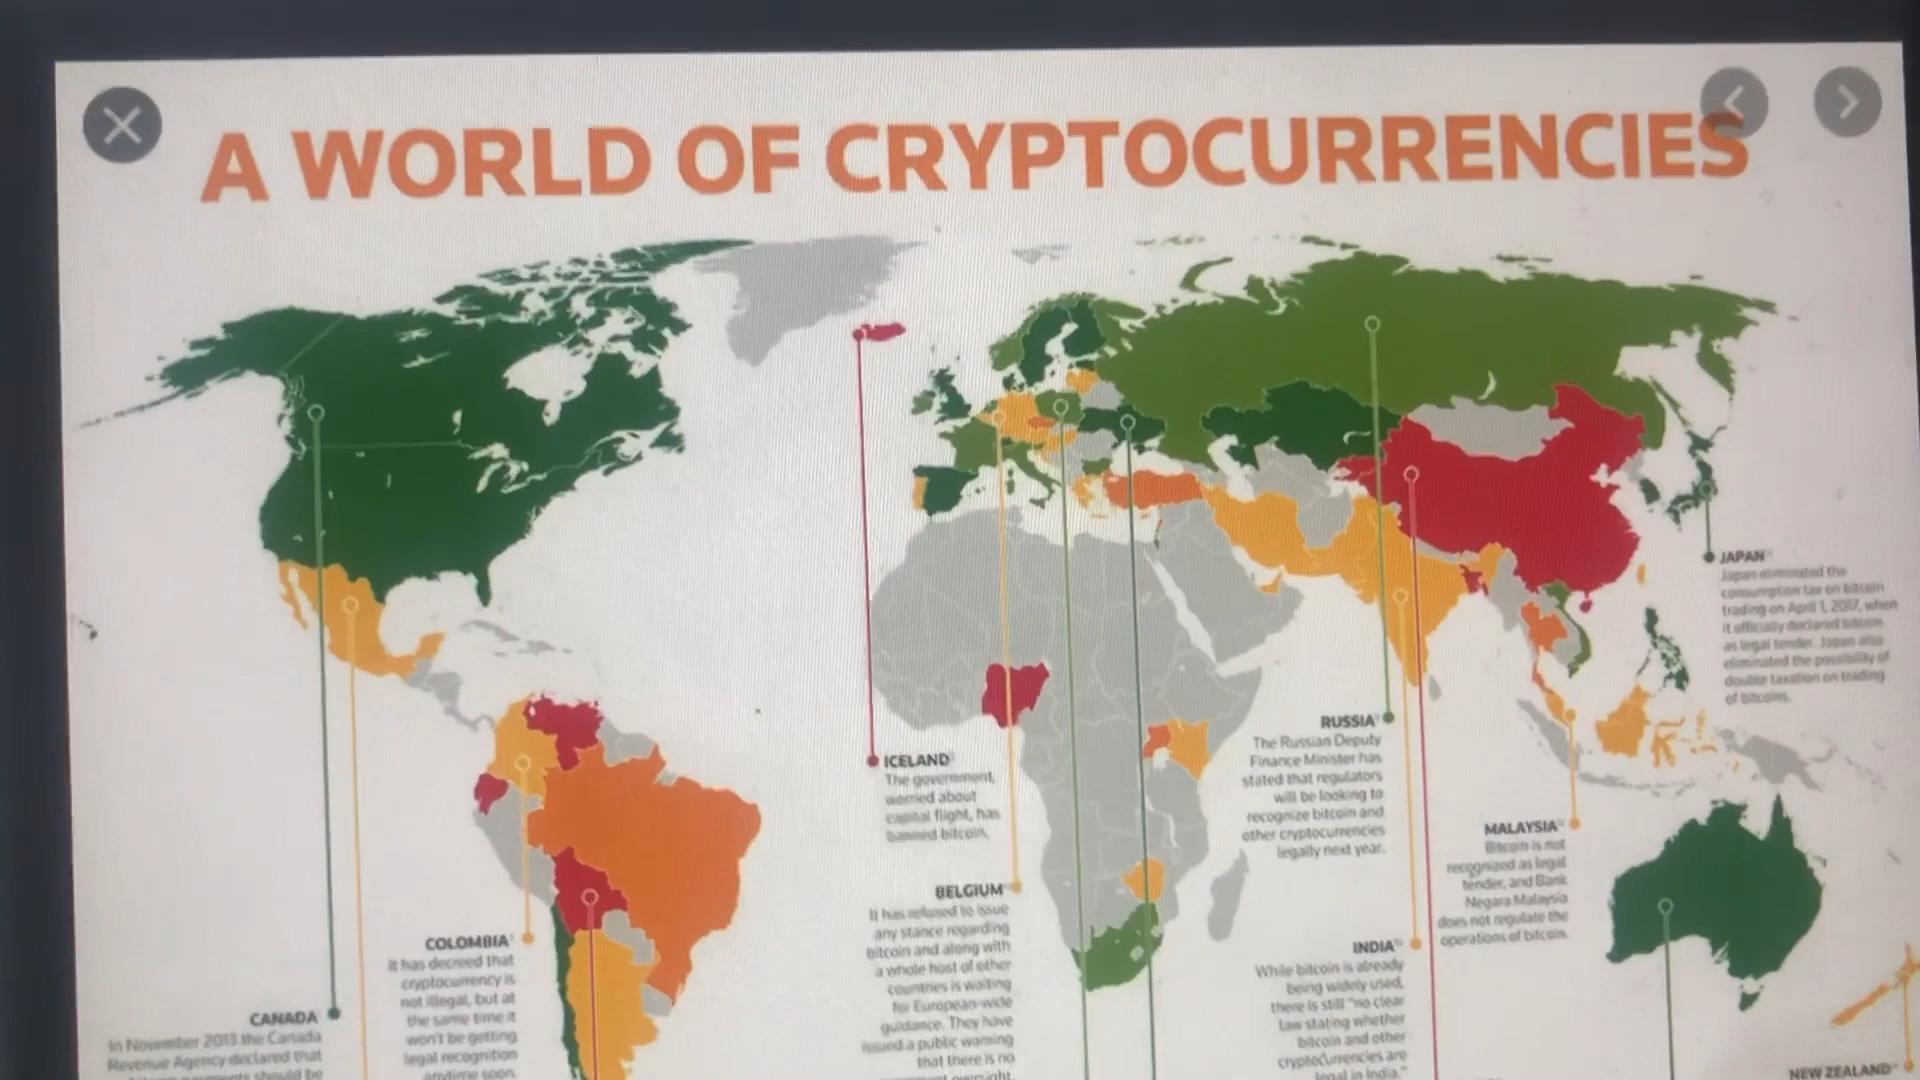 A WORLD OF CRYPTOCURRENCIES
JAPAN
Japan eliminated the
consumption tax on bitcoin
trading on April 1, 2017, when
it officially declared bitcoin
as legal tender. Japan also
eliminated the possibility of
double taxation on trading
of bitcoins.
ICELAND
The government,
worried about
capital flight, has
banned bitcoin.
RUSSIA
The Russian Deputy
Finance Minister has
stated that regulators
will be looking to
recognize bitcoin and
other cryptocurrencies
legally next year.
MALAYSIA
Bitcoin is not
recognized as legal
tender, and Bank
Negara Malaysia
does not regulate the
operations of bitcoin.
BELGIUM
It has refused to issue
any stance regarding
bitcoin and along with
a whole host of other
countries is waiting
for European-wide
guidance. They have
issued a public warning
that there is no
oversight.
COLOMBIA
It has decreed that
cryptocurrency is
not illegal, but at
the same time it
won't be getting
legal recognition
anytime soon.
INDIA
While bitcoin is already
being widely used,
there is still "no clear
law stating whether
bitcoin and other
cryptocurrencies are
legal in India."
CANADA
In November 2013 the Canada
Revenue Agency declared that
payments should be
NEW ZEALAND